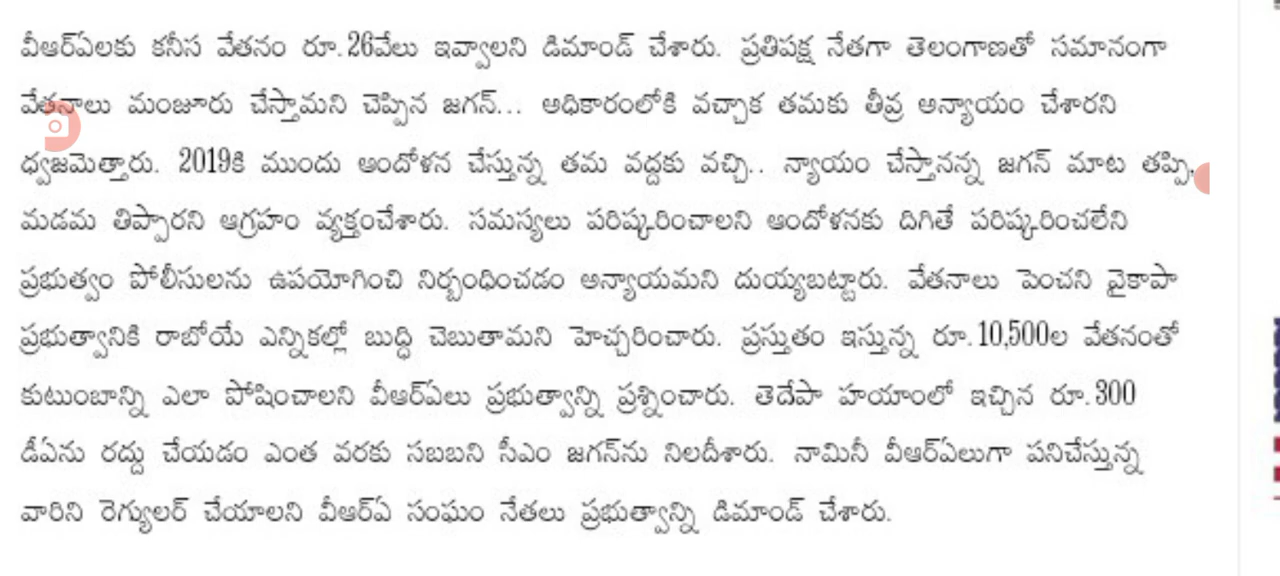 వీఆర్ఏలకు కనీస వేతనం రూ.26వేలు ఇవ్వాలని డిమాండ్ చేశారు. ప్రతిపక్ష నేతగా తెలంగాణతో సమానంగా
వేతనాలు మంజూరు చేస్తామని చెప్పిన జగన్... అధికారంలోకి వచ్చాక తమకు తీవ్ర అన్యాయం చేశారని
ధ్వజమెత్తారు. 2019కి ముందు ఆందోళన చేస్తున్న తమ వద్దకు వచ్చి.. న్యాయం చేస్తానన్న జగన్ మాట తప్పి,
మడమ తిప్పారని ఆగ్రహం వ్యక్తంచేశారు. సమస్యలు పరిష్కరించాలని ఆందోళనకు దిగితే పరిష్కరించలేని
ప్రభుత్వం పోలీసులను ఉపయోగించి నిర్బంధించడం అన్యాయమని దుయ్యబట్టారు. వేతనాలు పెంచని వైకాపా
ప్రభుత్వానికి రాబోయే ఎన్నికల్లో బుద్ధి చెబుతామని హెచ్చరించారు. ప్రస్తుతం ఇస్తున్న రూ.10,500ల వేతనంతో
కుటుంబాన్ని ఎలా పోషించాలని వీఆర్ఏలు ప్రభుత్వాన్ని ప్రశ్నించారు. తెదేపా హయాంలో ఇచ్చిన రూ.300
డీఏను రద్దు చేయడం ఎంత వరకు సబబని సీఎం జగన్‌ను నిలదీశారు. నామినీ వీఆర్ఏలుగా పనిచేస్తున్న
వారిని రెగ్యులర్ చేయాలని వీఆర్ఏ సంఘం నేతలు ప్రభుత్వాన్ని డిమాండ్ చేశారు.